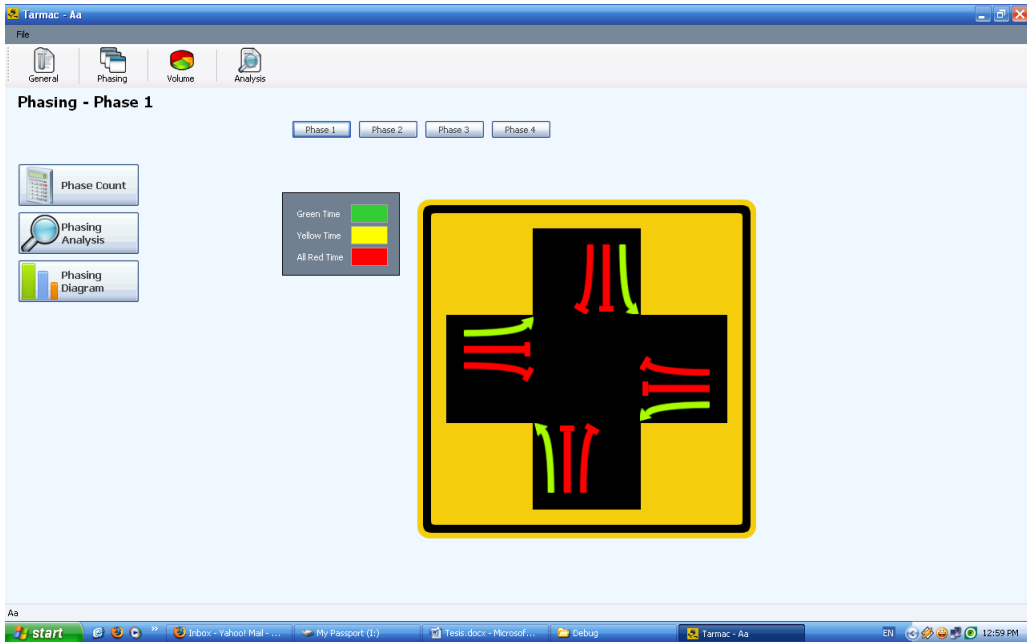 Tarmac - Aa
File
General Phasing Volume Analysis
Phasing - Phase 1
Phase 1 Phase 2 Phase 3 Phase 4
Phase Count
Phasing
Analysis
Phasing
Diagram
Green Time
Yellow Time
All Red Time
Aa
start » Inbox - Yahoo! Mail - ... My Passport (I:) Tesis.docx - Microsof... Debug Tarmac - Aa EN 12:59 PM